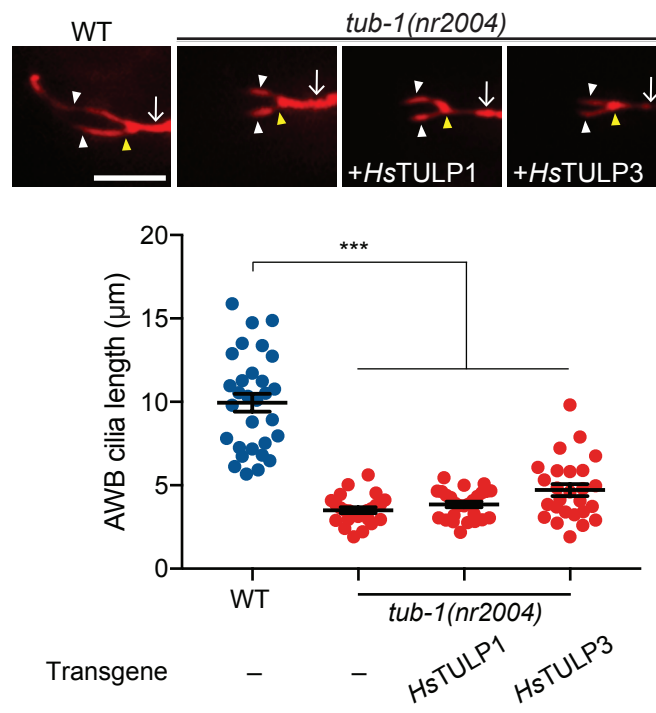 WT
tub-1(nr2004)
+HsTULP1
+HsTULP3
***
AWB cilia length (μm)
20
15
10
5
0
WT
tub-1(nr2004)
Transgene
–
–
HsTULP1
HsTULP3